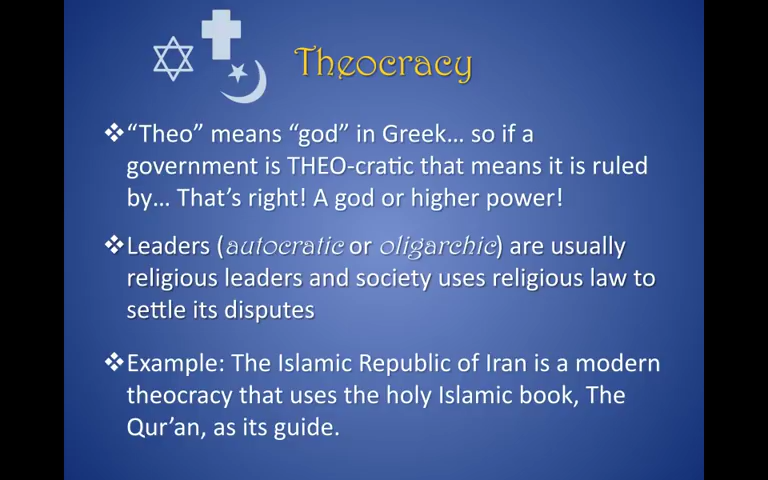 Theocracy
❖“Theo” means “god” in Greek… so if a
government is THEO-cratic that means it is ruled
by… That’s right! A god or higher power!
❖Leaders (autocratic or oligarchic) are usually
religious leaders and society uses religious law to
settle its disputes
❖Example: The Islamic Republic of Iran is a modern
theocracy that uses the holy Islamic book, The
Qur’an, as its guide.